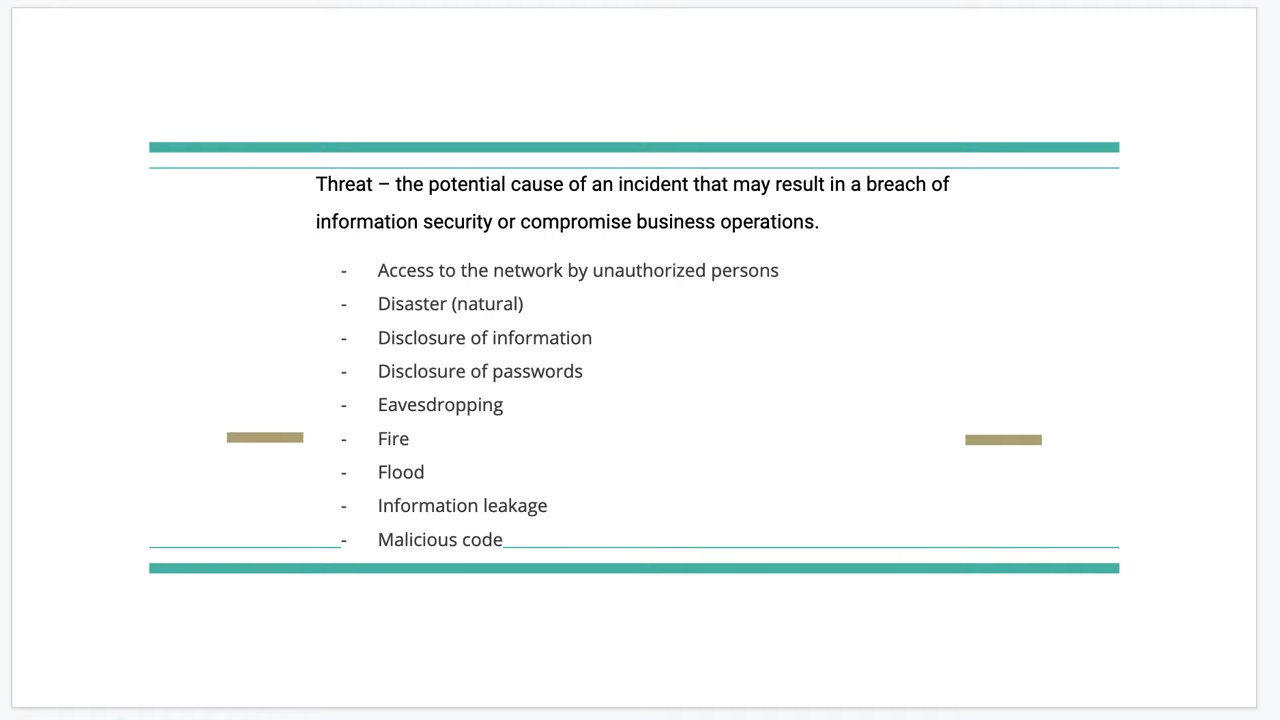 Threat – the potential cause of an incident that may result in a breach of
information security or compromise business operations.
- Access to the network by unauthorized persons
- Disaster (natural)
- Disclosure of information
- Disclosure of passwords
- Eavesdropping
- Fire
- Flood
- Information leakage
- Malicious code